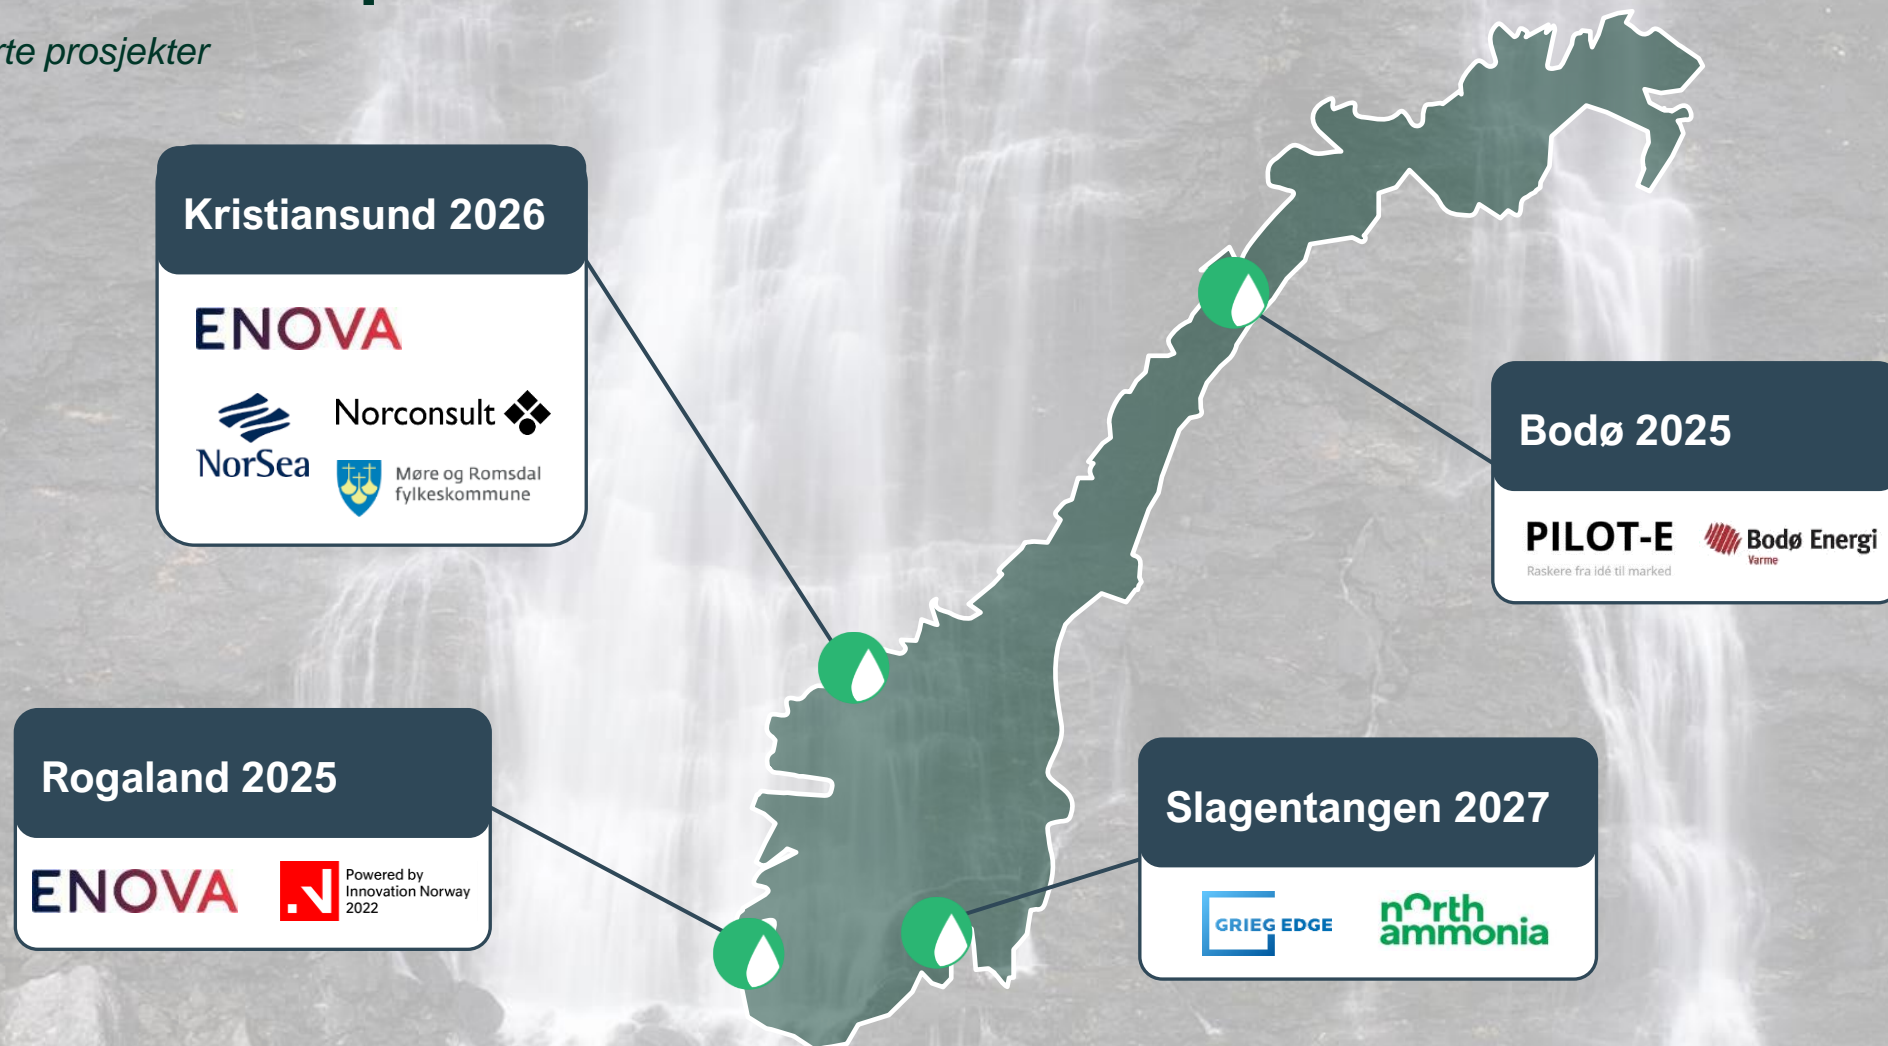 prosjekter
Kristiansund 2026
ENOVA
NorSea
Norconsult
Møre og Romsdal
fylkeskommune
Bodø 2025
PILOT-E
Raskere fra idé til marked
Bodø Energi
Varme
Rogaland 2025
ENOVA
Powered by
Innovation Norway
2022
Slagentangen 2027
GRIEG EDGE
north
ammonia